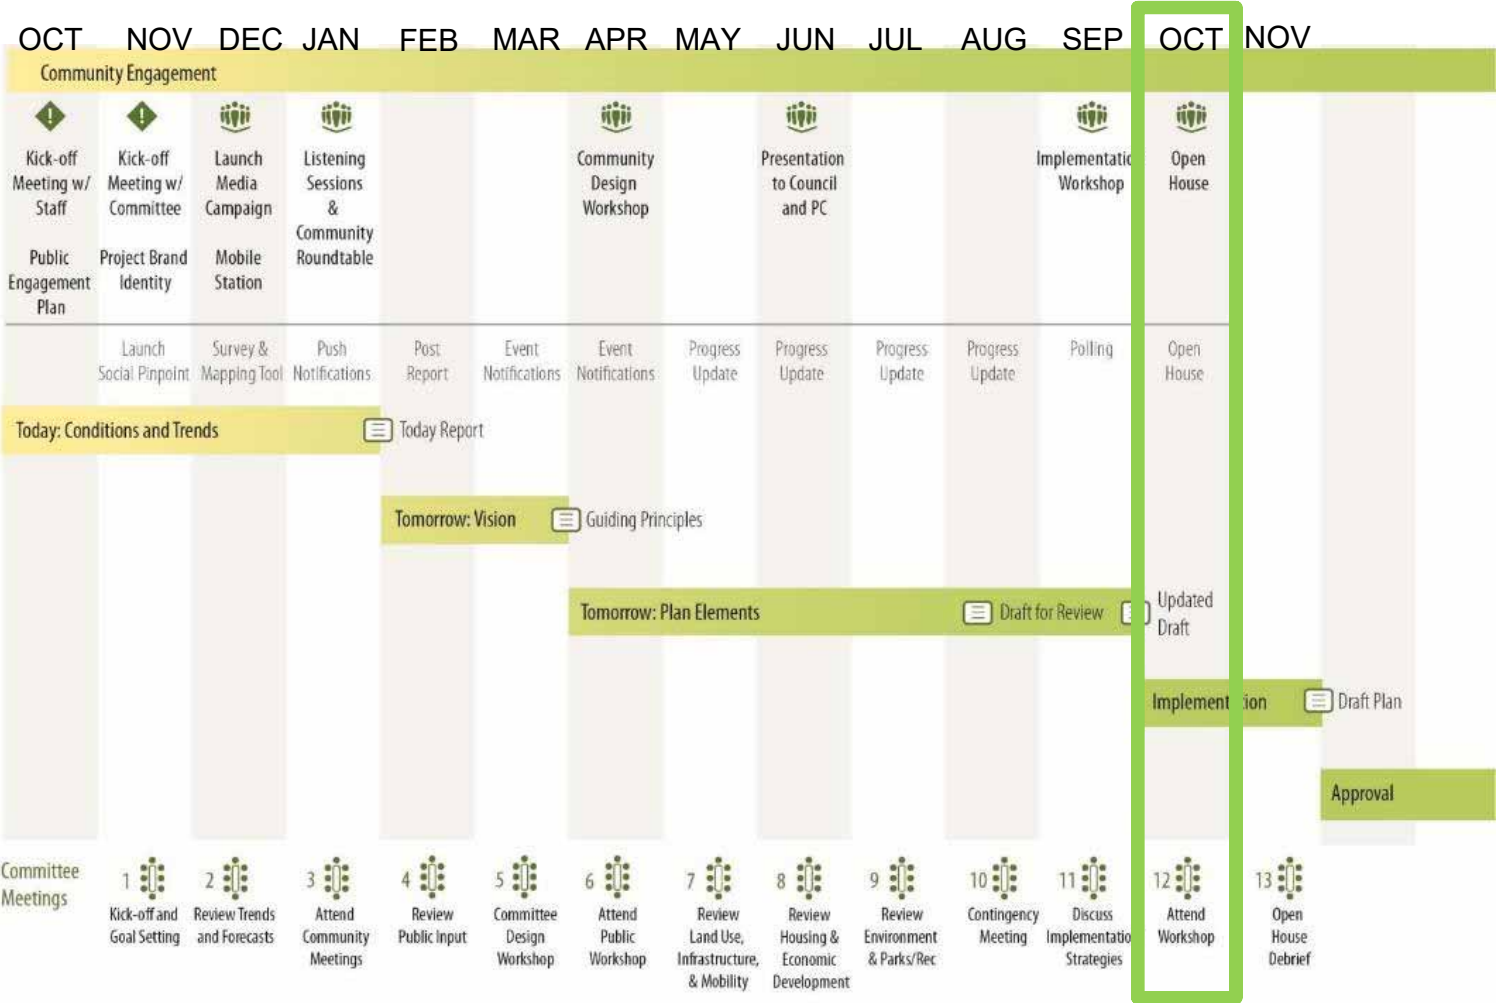 OCT NOV DEC JAN FEB MAR APR MAY JUN JUL AUG SEP OCT NOV
Community Engagement
Kick-off
Meeting w/
Staff
Public
Engagement
Plan
Kick-off
Meeting w/
Committee
Project Brand
Identity
Launch
Media
Campaign
Mobile
Station
Listening
Sessions
&
Community
Roundtable
Community
Design
Workshop
Presentation
to Council
and PC
Implementatio
Workshop
Open
House
Launch
Social Pinpoint
Survey &
Mapping Tool
Push
Notifications
Post
Report
Event
Notifications
Event
Notifications
Progress
Update
Progress
Update
Progress
Update
Progress
Update
Polling
Open
House
Today: Conditions and Trends
Today Report
Tomorrow: Vision
Guiding Principles
Tomorrow: Plan Elements
Draft for Review
Updated
Draft
Implement tion
Draft Plan
Approval
Committee
Meetings
1
Kick-off and
Goal Setting
2
Review Trends
and Forecasts
3
Attend
Community
Meetings
4
Review
Public Input
5
Committee
Design
Workshop
6
Attend
Public
Workshop
7
Review
Land Use,
Infrastructure,
& Mobility
8
Review
Housing &
Economic
Development
9
Review
Environment
& Parks/Rec
10
Contingency
Meeting
11
Discuss
Implementatio
Strategies
12
Attend
Workshop
13
Open
House
Debrief